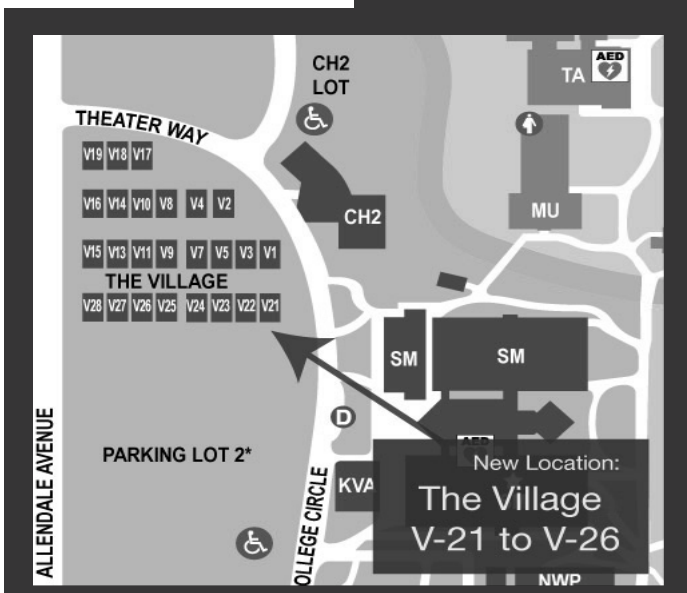 CH2
LOT
AED
TA
THEATER WAY
V19 V18 V17
V16 V14 V10 V8 V4 V2
CH2
MU
V15 V13 V11 V9 V7 V5 V3 V1
THE VILLAGE
V28 V27 V26 V25 V24 V23 V22 V21
SM
SM
D
ALLENDALE AVENUE
PARKING LOT 2*
OLLEGE CIRCLE
KVA
AED
New Location:
The Village
V-21 to V-26
NWP